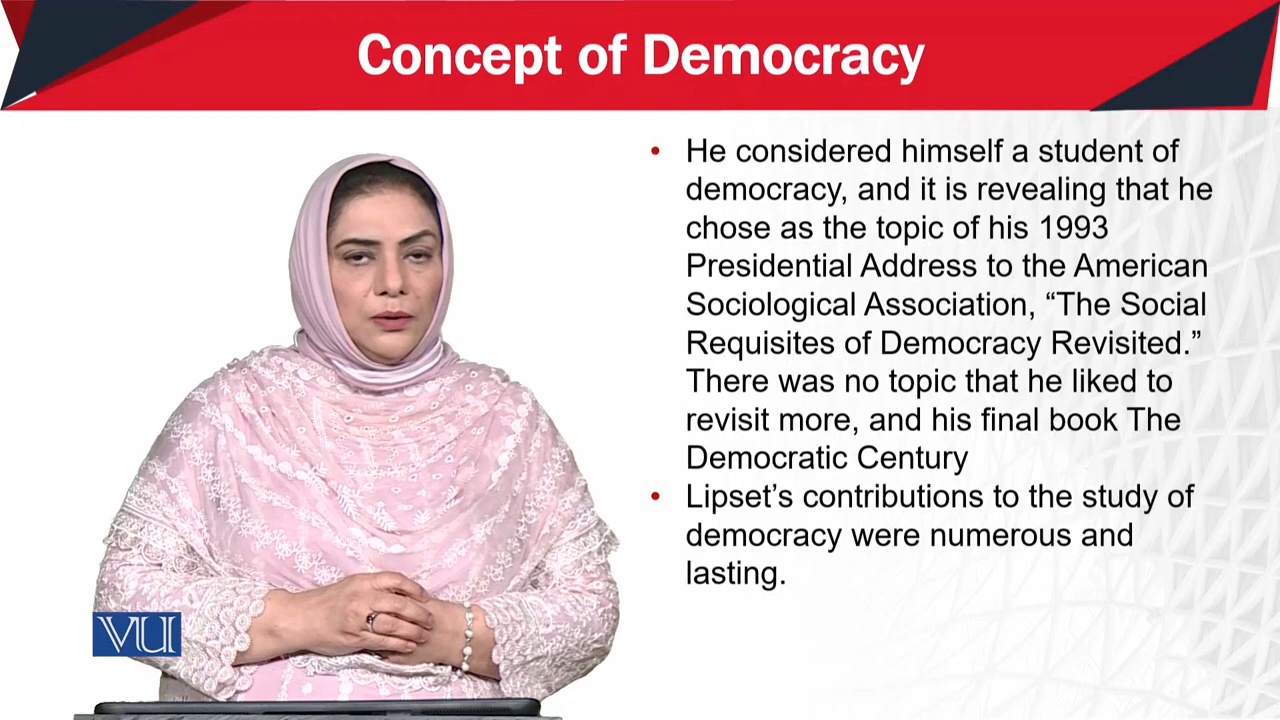 Concept of Democracy
• He considered himself a student of
democracy, and it is revealing that he
chose as the topic of his 1993
Presidential Address to the American
Sociological Association, “The Social
Requisites of Democracy Revisited.”
There was no topic that he liked to
revisit more, and his final book The
Democratic Century
• Lipset’s contributions to the study of
democracy were numerous and
lasting.
VU